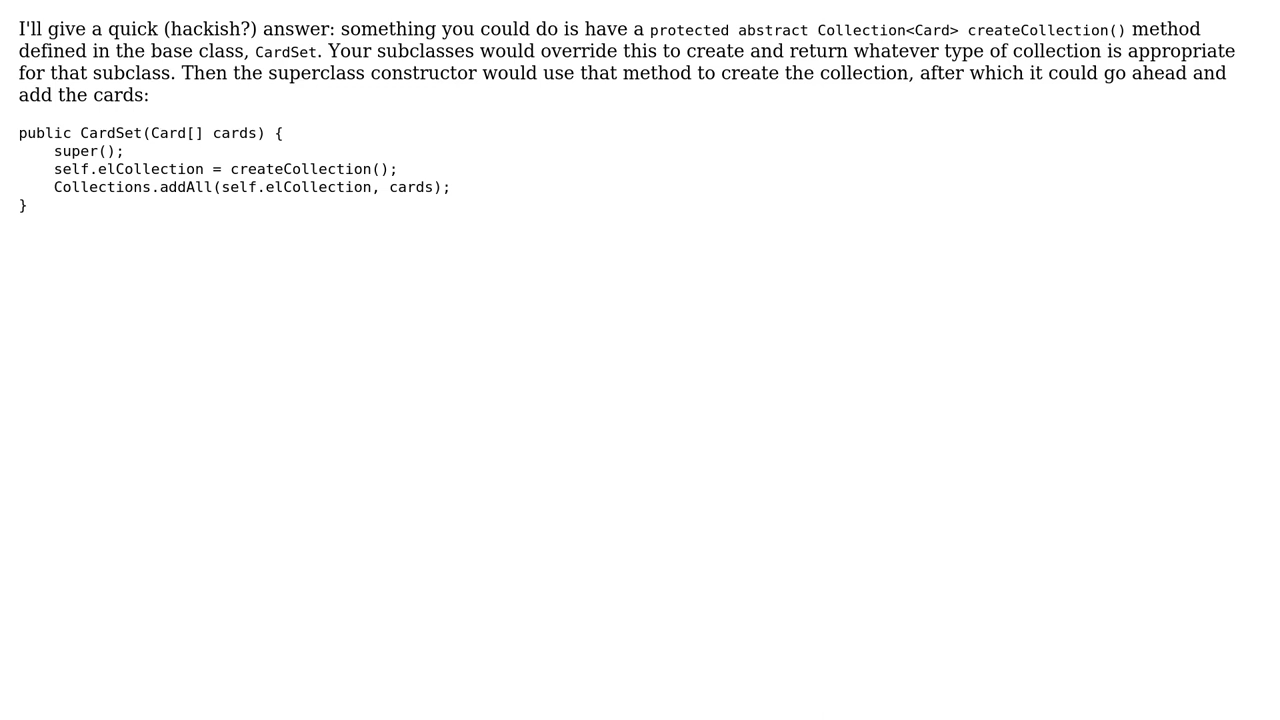 I'll give a quick (hackish?) answer: something you could do is have a protected abstract Collection<Card> createCollection() method
defined in the base class, CardSet. Your subclasses would override this to create and return whatever type of collection is appropriate
for that subclass. Then the superclass constructor would use that method to create the collection, after which it could go ahead and
add the cards:
public CardSet(Card[] cards) {
    super();
    self.elCollection = createCollection();
    Collections.addAll(self.elCollection, cards);
}